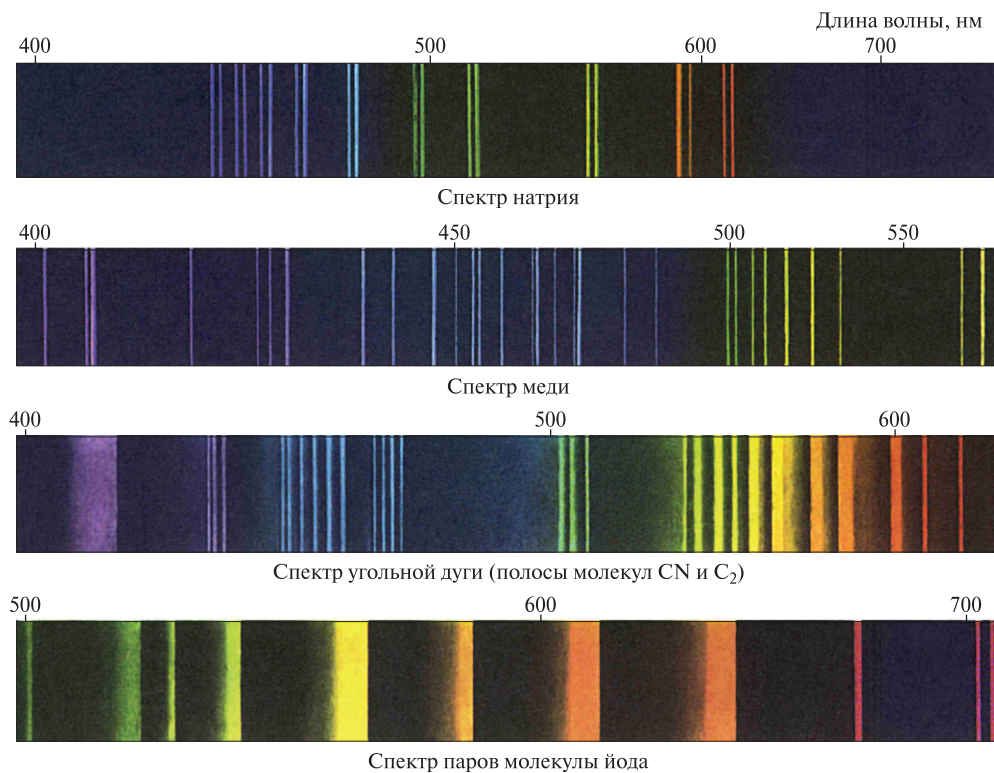 Длина волны, нм
400 500 600 700
Спектр натрия
400 450 500 550
Спектр меди
400 500 600
Спектр угольной дуги (полосы молекул CN и C₂)
500 600 700
Спектр паров молекулы йода